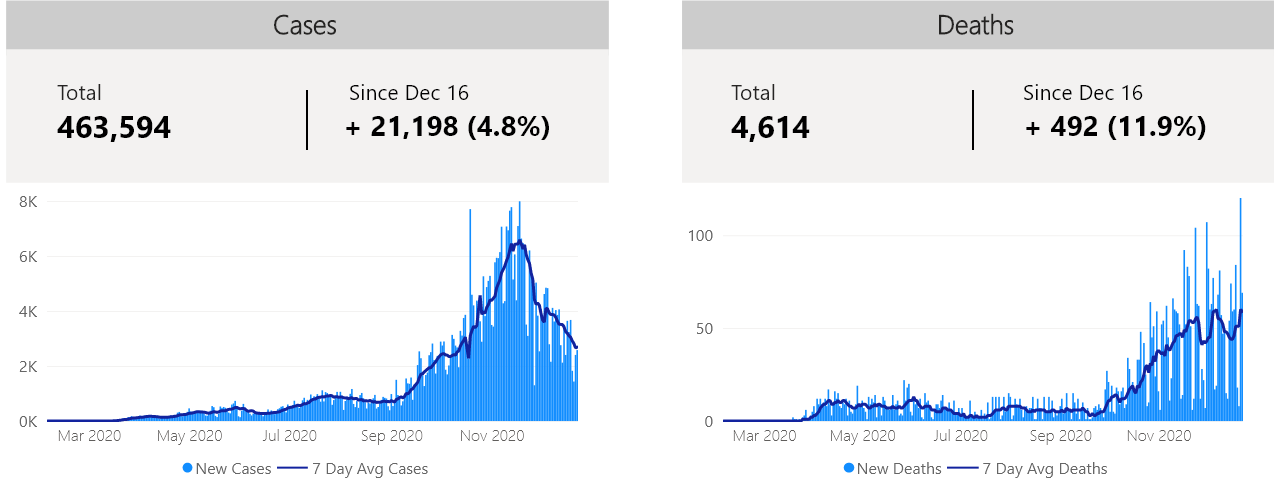 Cases
Total
463,594
Since Dec 16
+ 21,198 (4.8%)
8K
6K
4K
2K
0K
Mar 2020 May 2020 Jul 2020 Sep 2020 Nov 2020
New Cases 7 Day Avg Cases
Deaths
Total
4,614
Since Dec 16
+ 492 (11.9%)
100
50
0
Mar 2020 May 2020 Jul 2020 Sep 2020 Nov 2020
New Deaths 7 Day Avg Deaths